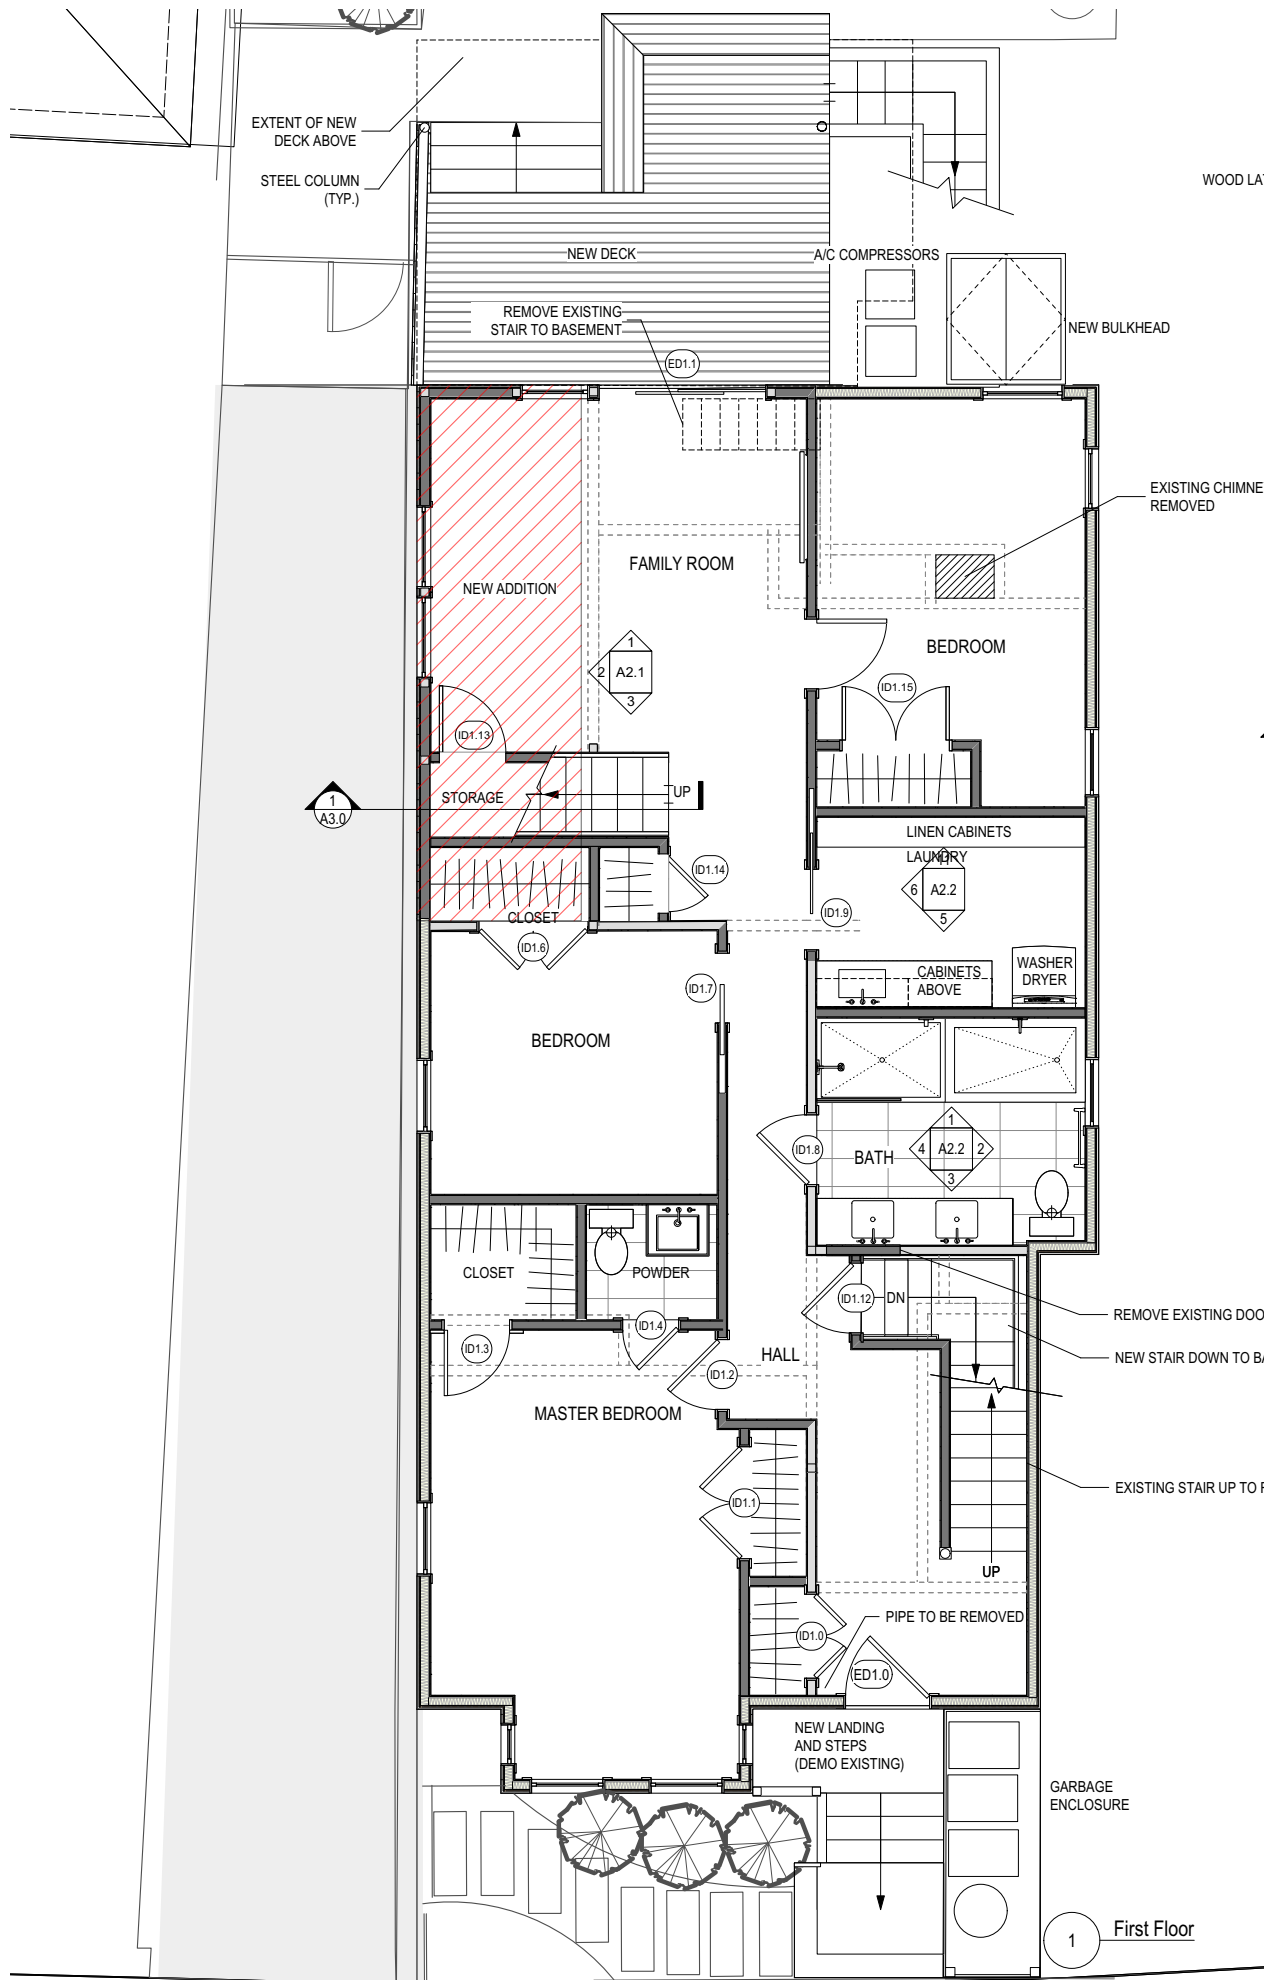 EXTENT OF NEW
DECK ABOVE
STEEL COLUMN
(TYP.)
WOOD
NEW DECK
A/C COMPRESSORS
REMOVE EXISTING
STAIR TO BASEMENT
NEW BULKHEAD
ED1.1
EXISTING
REMOVED
FAMILY ROOM
NEW ADDITION
BEDROOM
1
2 A2.1
3
ID1.15
ID1.13
STORAGE
UP
1
A3.0
LINEN CABINETS
LAUNDRY
6 A2.2
5
ID1.14
ID1.9
CLOSET
ID1.6
CABINETS
ABOVE
WASHER
DRYER
ID1.7
BEDROOM
1
4 A2.2 2
3
ID1.8
BATH
CLOSET
POWDER
ID1.12
DN
REMOVE EXISTING
ID1.4
ID1.3
HALL
NEW STAIR DOWN TO
ID1.2
MASTER BEDROOM
EXISTING STAIR UP TO
ID1.1
UP
PIPE TO BE REMOVED
ID1.0
ED1.0
NEW LANDING
AND STEPS
(DEMO EXISTING)
GARBAGE
ENCLOSURE
1 First Floor